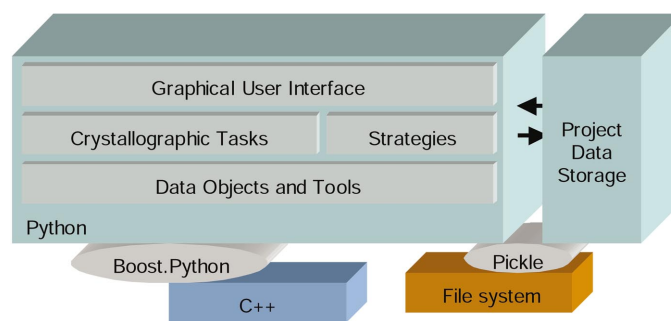 Graphical User Interface
Crystallographic Tasks
Strategies
Data Objects and Tools
Python
Project
Data
Storage
Boost.Python
Pickle
C++
File system